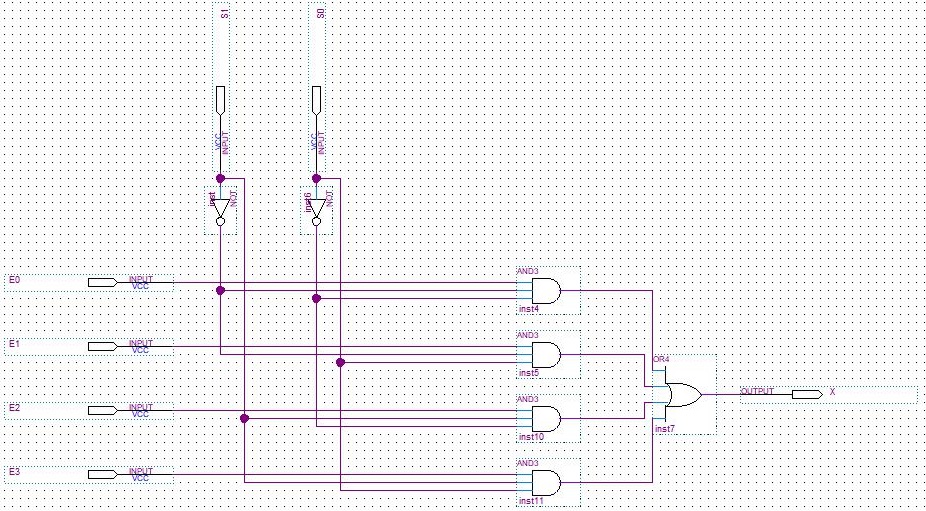 S1
S0
VCC
INPUT
VCC
INPUT
inst
NOT
inst6
NOT
E0
INPUT
VCC
AND3
inst4
E1
INPUT
VCC
AND3
inst5
E2
INPUT
VCC
AND3
inst10
OR4
inst7
OUTPUT
X
E3
INPUT
VCC
AND3
inst11